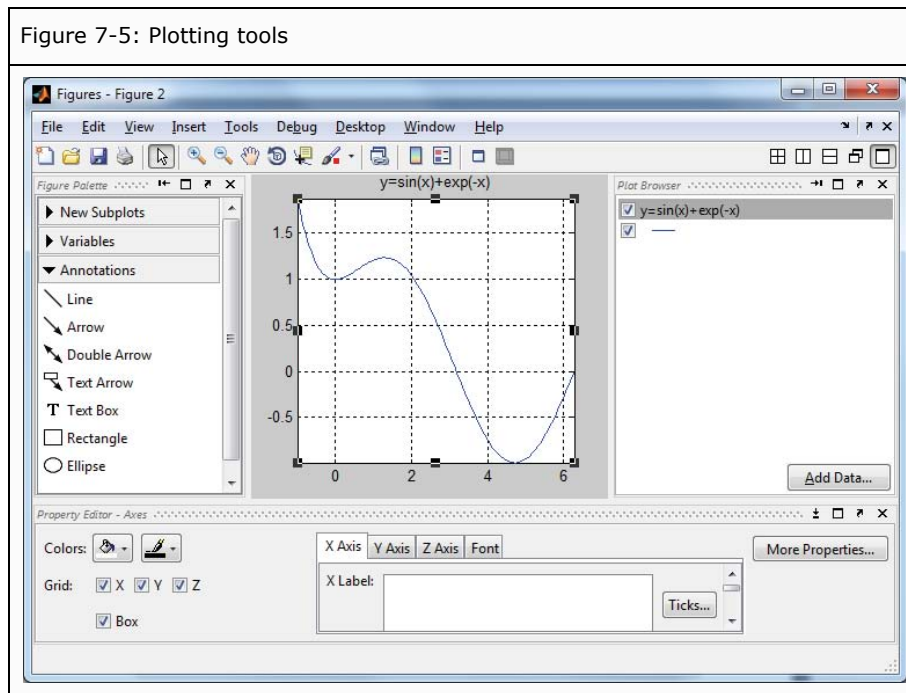 Figure 7-5: Plotting tools
Figures - Figure 2
File Edit View Insert Tools Debug Desktop Window Help
Figure Palette
New Subplots
Variables
Annotations
Line
Arrow
Double Arrow
Text Arrow
T Text Box
Rectangle
Ellipse
y=sin(x)+exp(-x)
1.5
1
0.5
0
-0.5
0 2 4 6
Plot Browser
y=sin(x)+exp(-x)
Add Data...
Property Editor - Axes
Colors:
Grid: X Y Z
Box
X Axis Y Axis Z Axis Font
X Label:
Ticks...
More Properties...